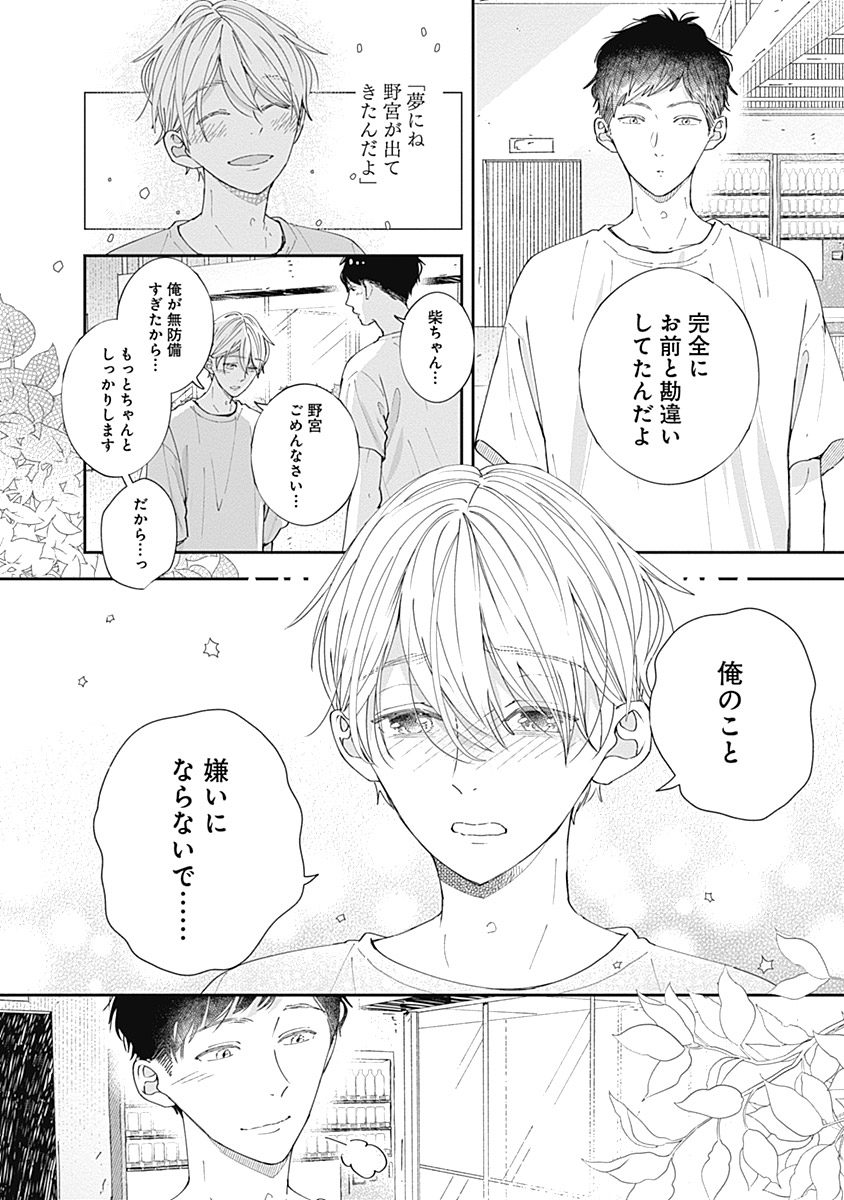 完全に
お前と勘違い
してたんだよ
「夢にね
野宮が出て
きたんだよ」
柴ちゃん…
野宮
ごめんなさい…
俺が無防備
すぎたから…
もっとちゃんと
しっかりします
だから…っ
俺のこと
嫌いに
ならないで……